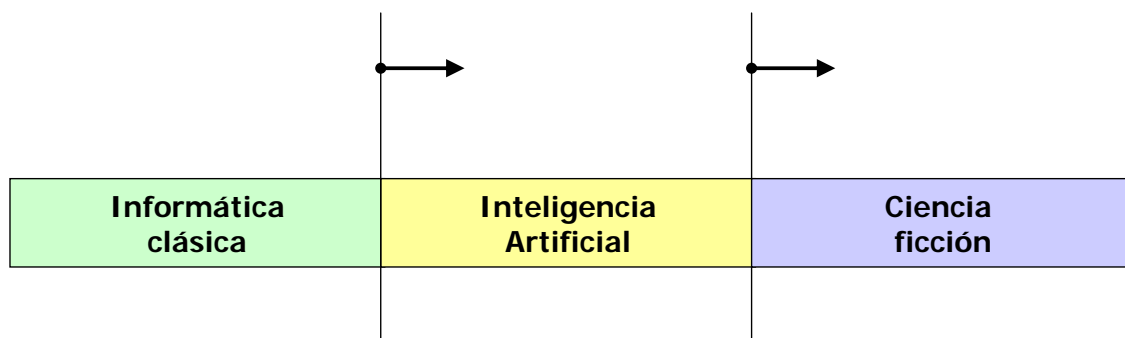 Informática
clásica
Inteligencia
Artificial
Ciencia
ficción